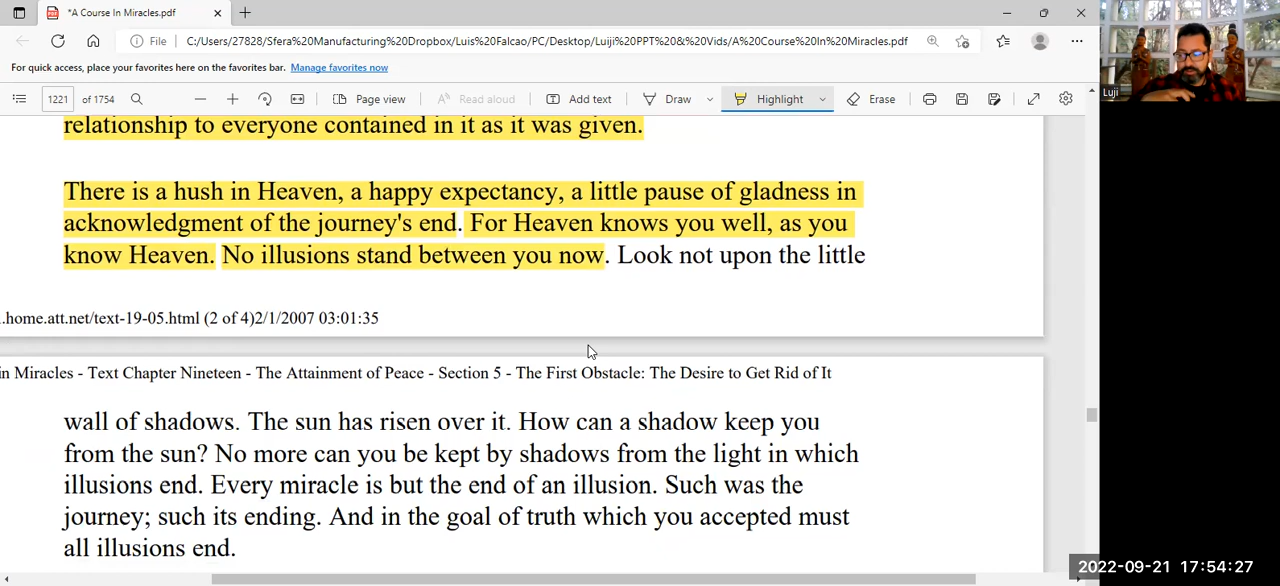 *A Course In Miracles.pdf
File
C:/Users/27828/Sfera%20Manufacturing%20Dropbox/Luis%20Falcao/PC/Desktop/Luiji%20PPT%20&%20Vids/A%20Course%20In%20Miracles.pdf
Luji
For quick access, place your favorites here on the favorites bar. Manage favorites now
1221 of 1754 Page view Read aloud Add text Draw Highlight Erase
relationship to everyone contained in it as it was given.
There is a hush in Heaven, a happy expectancy, a little pause of gladness in
acknowledgment of the journey's end. For Heaven knows you well, as you
know Heaven. No illusions stand between you now. Look not upon the little
.home.att.net/text-19-05.html (2 of 4)2/1/2007 03:01:35
in Miracles - Text Chapter Nineteen - The Attainment of Peace - Section 5 - The First Obstacle: The Desire to Get Rid of It
wall of shadows. The sun has risen over it. How can a shadow keep you
from the sun? No more can you be kept by shadows from the light in which
illusions end. Every miracle is but the end of an illusion. Such was the
journey; such its ending. And in the goal of truth which you accepted must
all illusions end.
2022-09-21 17:54:27